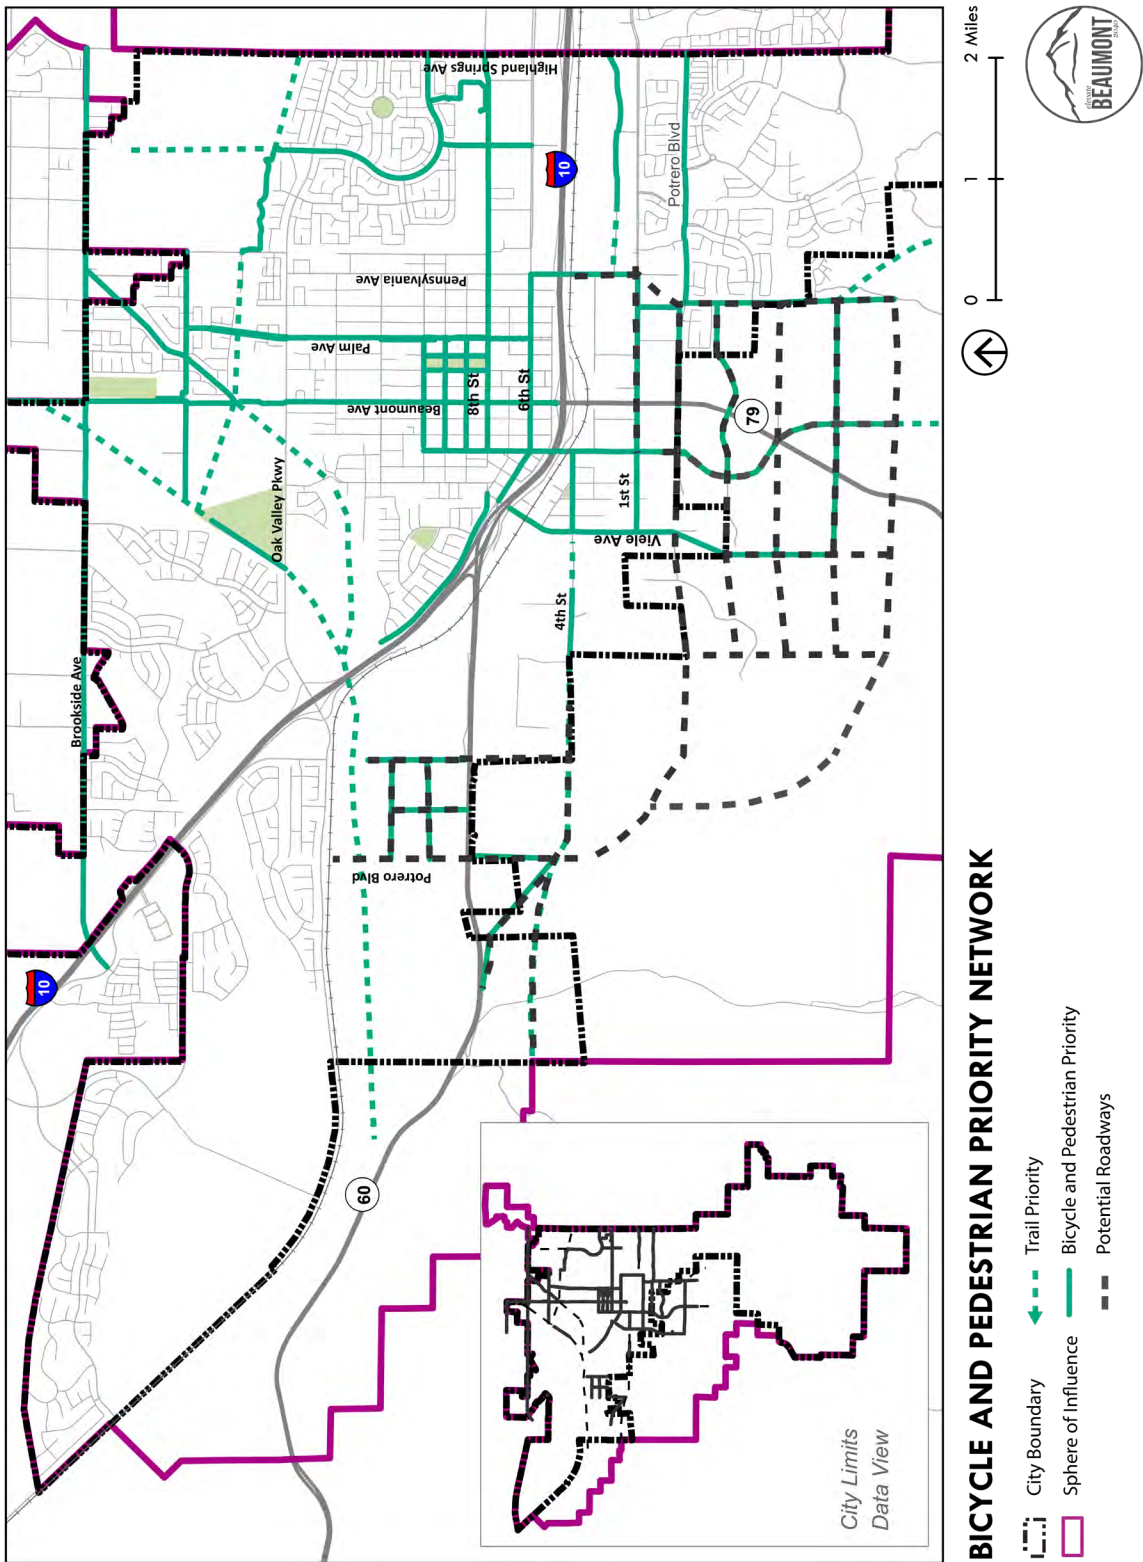 10
Brookside Ave
Oak Valley Pkwy
Beaumont Ave
Palm Ave
Pennsylvania Ave
Highland Springs Ave
8th St
6th St
10
60
Potrero Blvd
4th St
Viele Ave
1st St
79
Potrero Blvd
City Limits
Data View
BICYCLE AND PEDESTRIAN PRIORITY NETWORK
City Boundary
Sphere of Influence
Trail Priority
Bicycle and Pedestrian Priority
Potential Roadways
0 1 2 Miles
elevate
BEAUMONT
2040